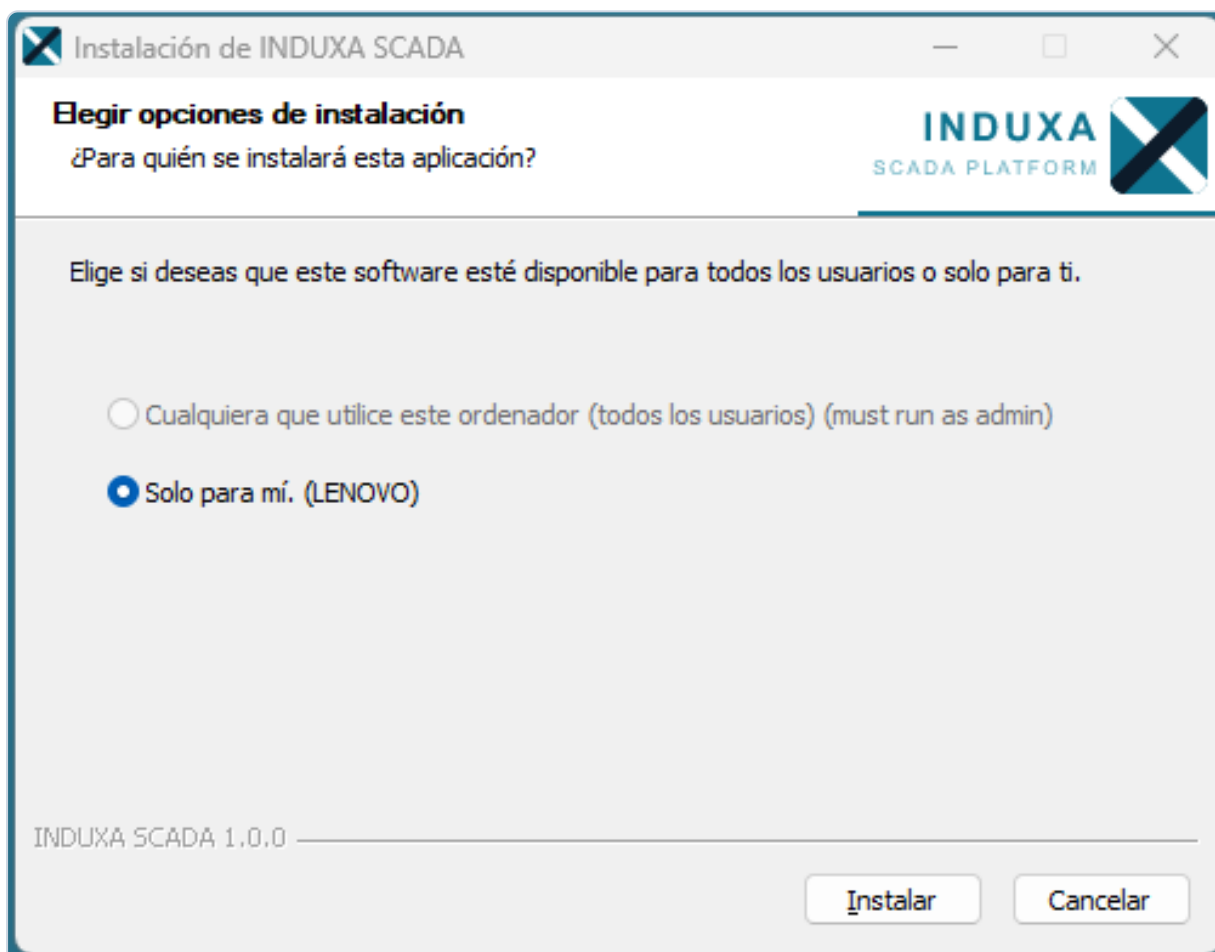 Instalación de INDUXA SCADA
Elegir opciones de instalación
¿Para quién se instalará esta aplicación?
INDUXA
SCADA PLATFORM
Elige si deseas que este software esté disponible para todos los usuarios o solo para ti.
Cualquiera que utilice este ordenador (todos los usuarios) (must run as admin)
Solo para mí. (LENOVO)
INDUXA SCADA 1.0.0
Instalar
Cancelar